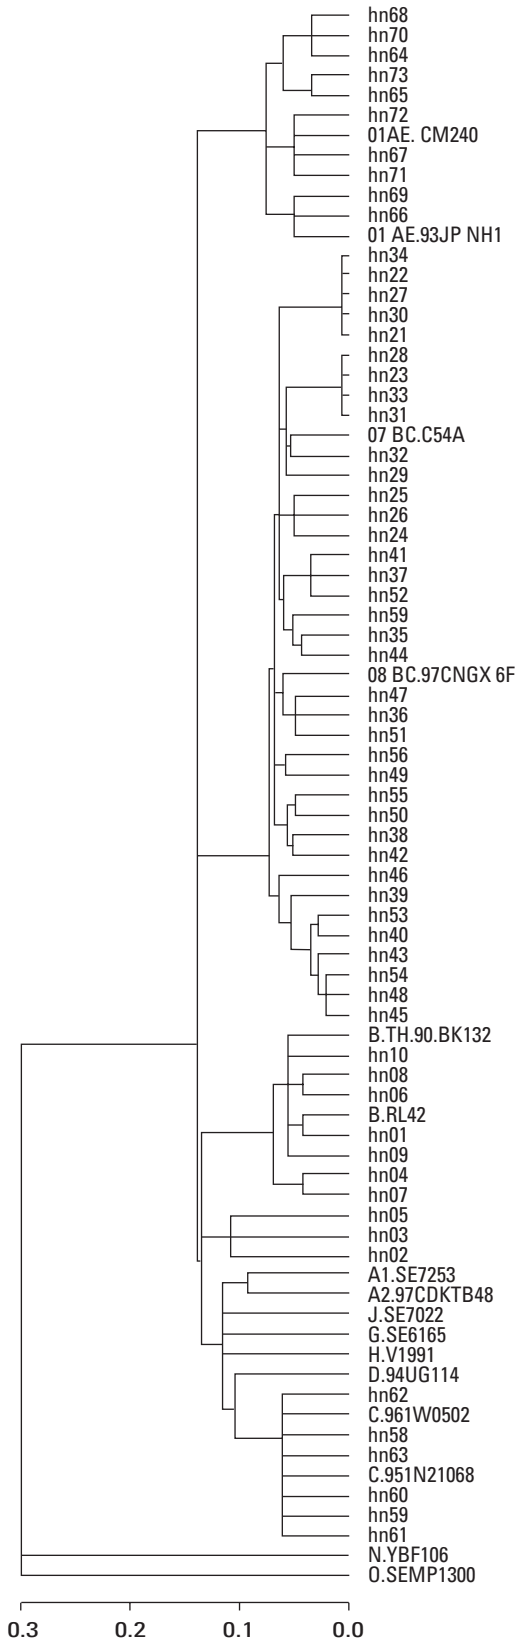 hn68
hn70
hn64
hn73
hn65
hn72
01AE. CM240
hn67
hn71
hn69
hn66
01 AE.93JP NH1
hn34
hn22
hn27
hn30
hn21
hn28
hn23
hn33
hn31
07 BC.C54A
hn32
hn29
hn25
hn26
hn24
hn41
hn37
hn52
hn59
hn35
hn44
08 BC.97CNGX 6F
hn47
hn36
hn51
hn56
hn49
hn55
hn50
hn38
hn42
hn46
hn39
hn53
hn40
hn43
hn54
hn48
hn45
B.TH.90.BK132
hn10
hn08
hn06
B.RL42
hn01
hn09
hn04
hn07
hn05
hn03
hn02
A1.SE7253
A2.97CDKTB48
J.SE7022
G.SE6165
H.V1991
D.94UG114
hn62
C.961W0502
hn58
hn63
C.951N21068
hn60
hn59
hn61
N.YBF106
O.SEMP1300
0.3 0.2 0.1 0.0